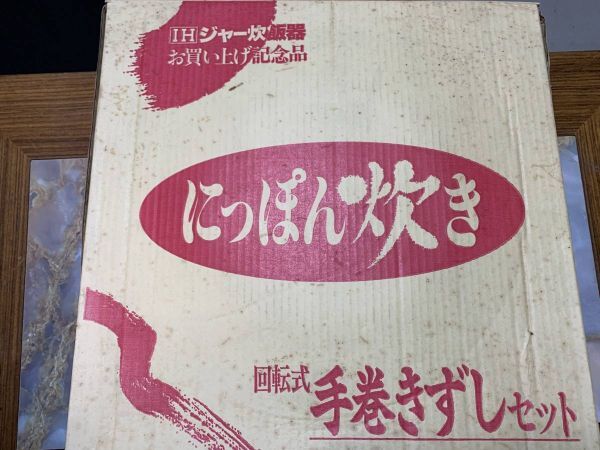 IHジャー炊飯器
お買い上げ記念品
にっぽん炊き
回転式
手巻きずしセット